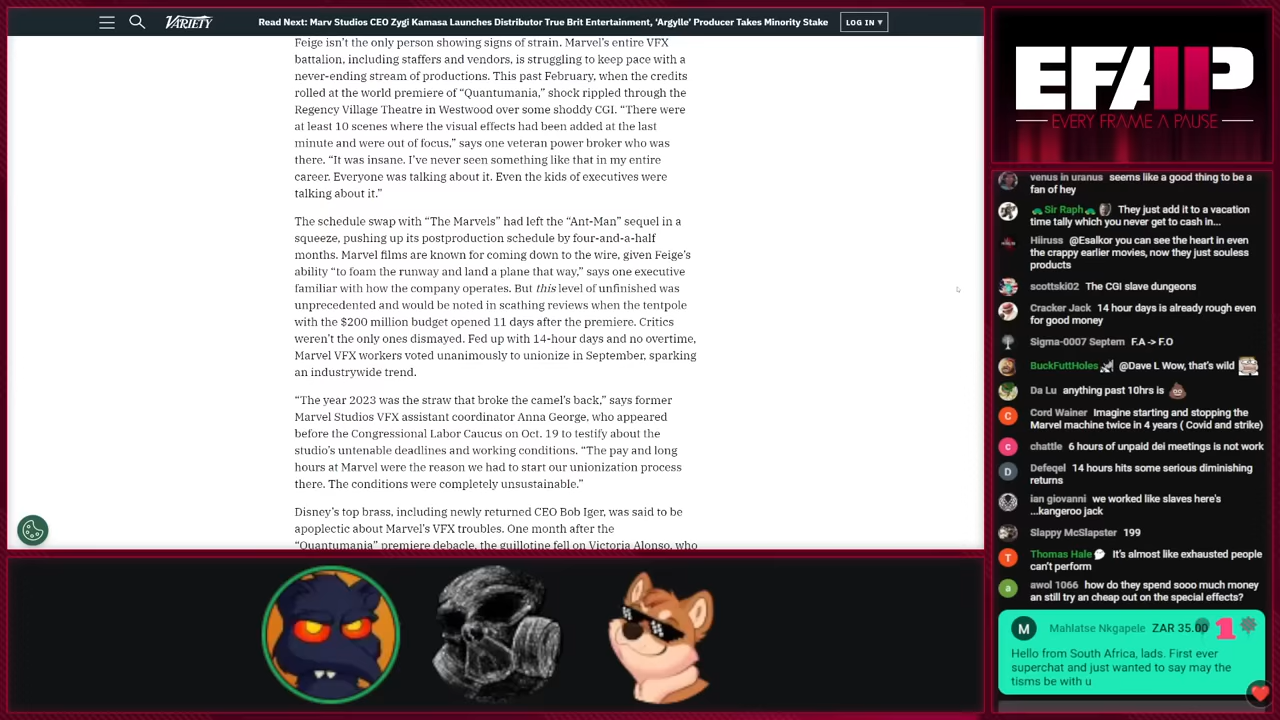 VARIETY
Read Next: Marv Studios CEO Zygi Kamasa Launches Distributor True Brit Entertainment, ‘Argylle’ Producer Takes Minority Stake
LOG IN ▾
Feige isn’t the only person showing signs of strain. Marvel’s entire VFX
battalion, including staffers and vendors, is struggling to keep pace with a
never-ending stream of productions. This past February, when the credits
rolled at the world premiere of “Quantumania,” shock rippled through the
Regency Village Theatre in Westwood over some shoddy CGI. “There were
at least 10 scenes where the visual effects had been added at the last
minute and were out of focus,” says one veteran power broker who was
there. “It was insane. I’ve never seen something like that in my entire
career. Everyone was talking about it. Even the kids of executives were
talking about it.”
The schedule swap with “The Marvels” had left the “Ant-Man” sequel in a
squeeze, pushing up its postproduction schedule by four-and-a-half
months. Marvel films are known for coming down to the wire, given Feige’s
ability “to foam the runway and land a plane that way,” says one executive
familiar with how the company operates. But this level of unfinished was
unprecedented and would be noted in scathing reviews when the tentpole
with the $200 million budget opened 11 days after the premiere. Critics
weren’t the only ones dismayed. Fed up with 14-hour days and no overtime,
Marvel VFX workers voted unanimously to unionize in September, sparking
an industrywide trend.
“The year 2023 was the straw that broke the camel’s back,” says former
Marvel Studios VFX assistant coordinator Anna George, who appeared
before the Congressional Labor Caucus on Oct. 19 to testify about the
studio’s untenable deadlines and working conditions. “The pay and long
hours at Marvel were the reason we had to start our unionization process
there. The conditions were completely unsustainable.”
Disney’s top brass, including newly returned CEO Bob Iger, was said to be
apoplectic about Marvel’s VFX troubles. One month after the
“Quantumania” premiere debacle, the guillotine fell on Victoria Alonso, who
EFAP
EVERY FRAME A PAUSE
venus in uranus seems like a good thing to be a
fan of hey
Sir Raph They just add it to a vacation
time tally which you never get to cash in...
Hiiruss @Esalkor you can see the heart in even
the crappy earlier movies, now they just souless
products
scottski02 The CGI slave dungeons
Cracker Jack 14 hour days is already rough even
for good money
Sigma-0007 Septem F.A -> F.O
BuckFuttHoles @Dave L Wow, that's wild
Da Lu anything past 10hrs is
Cord Wainer Imagine starting and stopping the
Marvel machine twice in 4 years ( Covid and strike)
chattle 6 hours of unpaid dei meetings is not work
Defeqel 14 hours hits some serious diminishing
returns
ian giovanni we worked like slaves here's
...kangeroo jack
Slappy McSlapster 199
Thomas Hale It's almost like exhausted people
can't perform
awol 1066 how do they spend sooo much money
an still try an cheap out on the special effects?
M Mahlatse Nkgapele ZAR 35.00 1
Hello from South Africa, lads. First ever
superchat and just wanted to say may the
tisms be with u